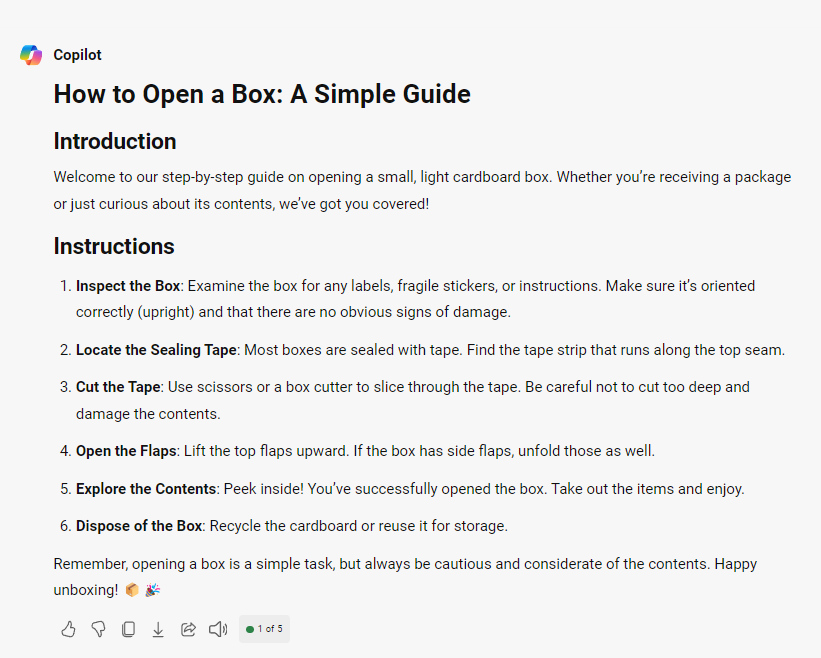 Copilot
How to Open a Box: A Simple Guide
Introduction
Welcome to our step-by-step guide on opening a small, light cardboard box. Whether you’re receiving a package
or just curious about its contents, we’ve got you covered!
Instructions
1. Inspect the Box: Examine the box for any labels, fragile stickers, or instructions. Make sure it’s oriented
correctly (upright) and that there are no obvious signs of damage.
2. Locate the Sealing Tape: Most boxes are sealed with tape. Find the tape strip that runs along the top seam.
3. Cut the Tape: Use scissors or a box cutter to slice through the tape. Be careful not to cut too deep and
damage the contents.
4. Open the Flaps: Lift the top flaps upward. If the box has side flaps, unfold those as well.
5. Explore the Contents: Peek inside! You’ve successfully opened the box. Take out the items and enjoy.
6. Dispose of the Box: Recycle the cardboard or reuse it for storage.
Remember, opening a box is a simple task, but always be cautious and considerate of the contents. Happy
unboxing! 📦 🎉
1 of 5